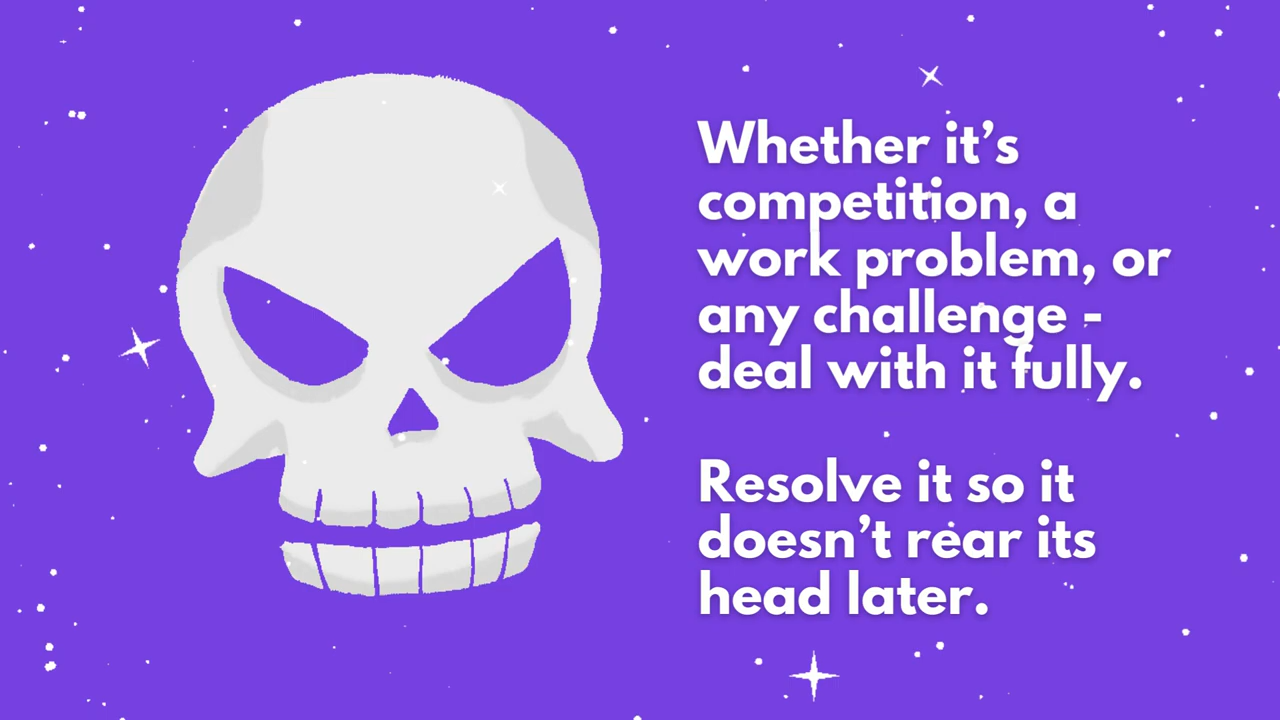 Whether it’s
competition, a
work problem, or
any challenge -
deal with it fully.
Resolve it so it
doesn’t rear its
head later.